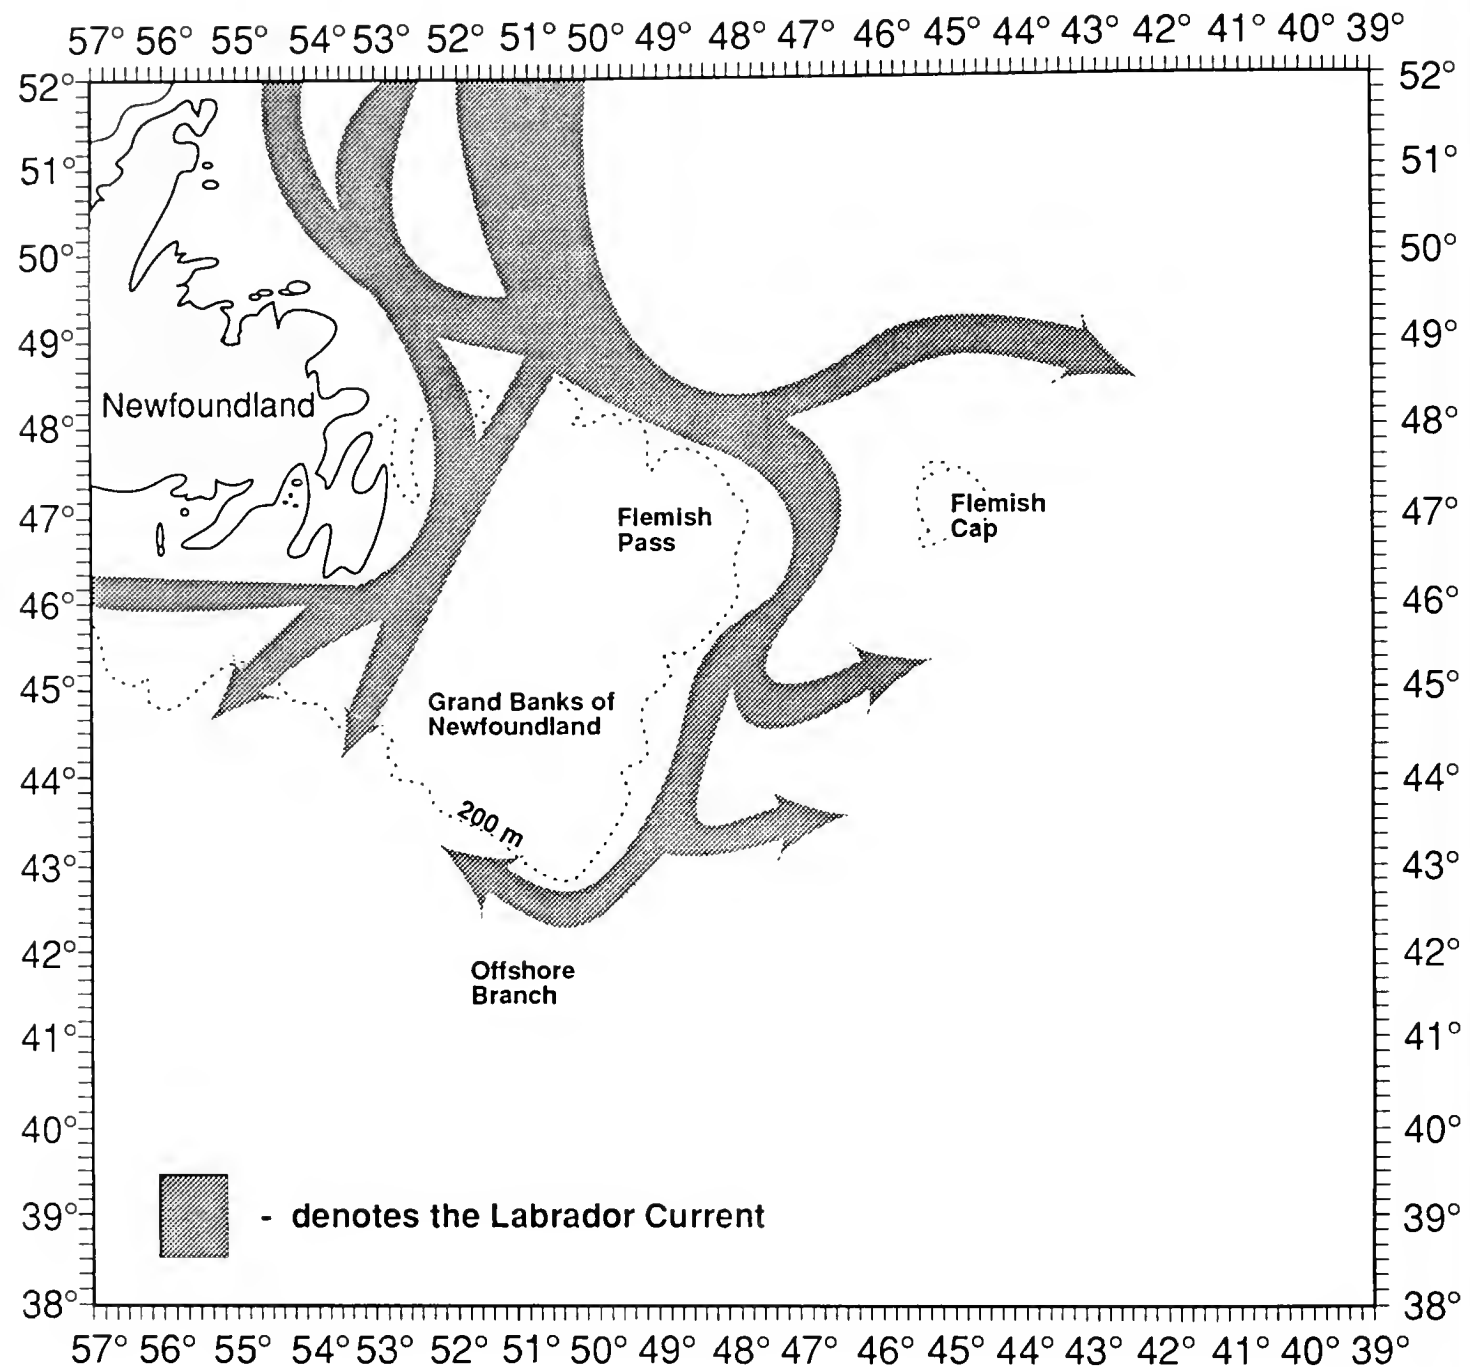 57° 56° 55° 54° 53° 52° 51° 50° 49° 48° 47° 46° 45° 44° 43° 42° 41° 40° 39°
52° 52°
51° 51°
50° 50°
49° 49°
Newfoundland
48° 48°
Flemish
Cap
Flemish
Pass
47° 47°
46° 46°
45° 45°
Grand Banks of
Newfoundland
44° 44°
200 m
43° 43°
42° 42°
Offshore
Branch
41° 41°
40° 40°
39° 39°
- denotes the Labrador Current
38° 38°
57° 56° 55° 54° 53° 52° 51° 50° 49° 48° 47° 46° 45° 44° 43° 42° 41° 40° 39°